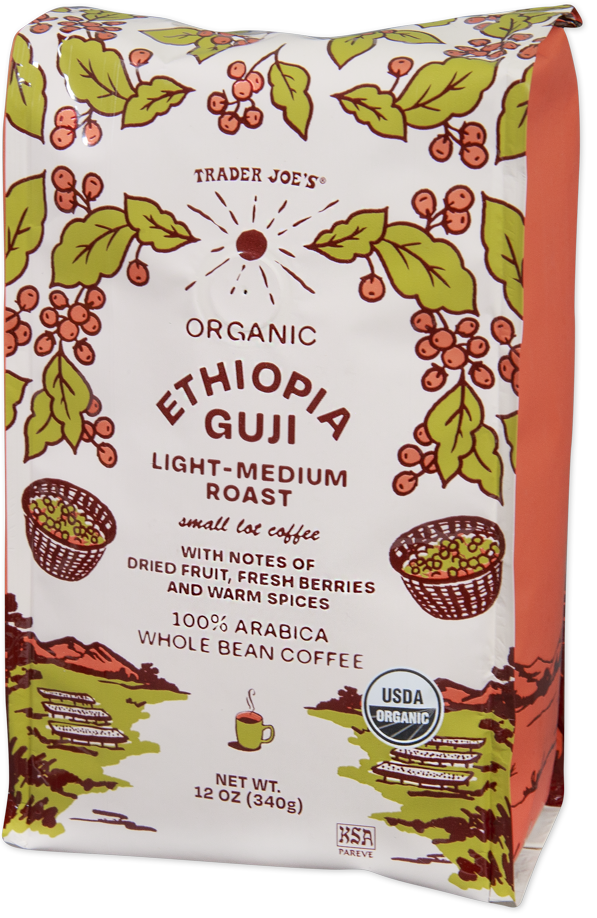 TRADER JOE'S®
ORGANIC
ETHIOPIA
GUJI
LIGHT-MEDIUM
ROAST
small lot coffee
WITH NOTES OF
DRIED FRUIT, FRESH BERRIES
AND WARM SPICES
100% ARABICA
WHOLE BEAN COFFEE
USDA
ORGANIC
NET WT.
12 OZ (340g)
KSA
PAREVE